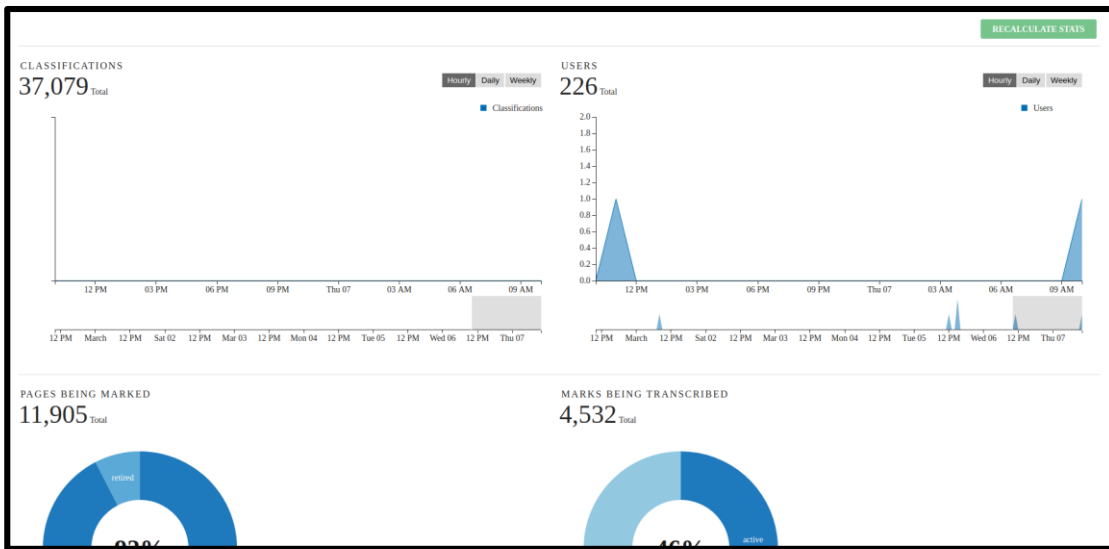 RECALCULATE STATS
CLASSIFICATIONS
37,079 Total
Hourly Daily Weekly
Classifications
12 PM 03 PM 06 PM 09 PM Thu 07 03 AM 06 AM 09 AM
12 PM March 12 PM Sat 02 12 PM Mar 03 12 PM Mon 04 12 PM Tue 05 12 PM Wed 06 12 PM Thu 07
USERS
226 Total
Hourly Daily Weekly
Users
2.0
1.8
1.6
1.4
1.2
1.0
0.8
0.6
0.4
0.2
0.0
12 PM 03 PM 06 PM 09 PM Thu 07 03 AM 06 AM 09 AM
12 PM March 12 PM Sat 02 12 PM Mar 03 12 PM Mon 04 12 PM Tue 05 12 PM Wed 06 12 PM Thu 07
PAGES BEING MARKED
11,905 Total
retired
MARKS BEING TRANSCRIBED
4,532 Total
active